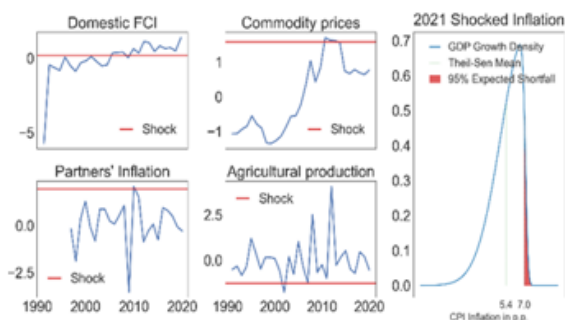 Domestic FCI
0
−5
Shock
Commodity prices
1
0
−1
Shock
Partners' Inflation
0.0
−2.5
Shock
1990 2000 2010 2020
Agricultural production
Shock
2.5
0.0
1990 2000 2010 2020
2021 Shocked Inflation
0.7
0.6
0.5
0.4
0.3
0.2
0.1
0.0
GDP Growth Density
Theil-Sen Mean
95% Expected Shortfall
5.4 7.0
CPI Inflation in p.p.